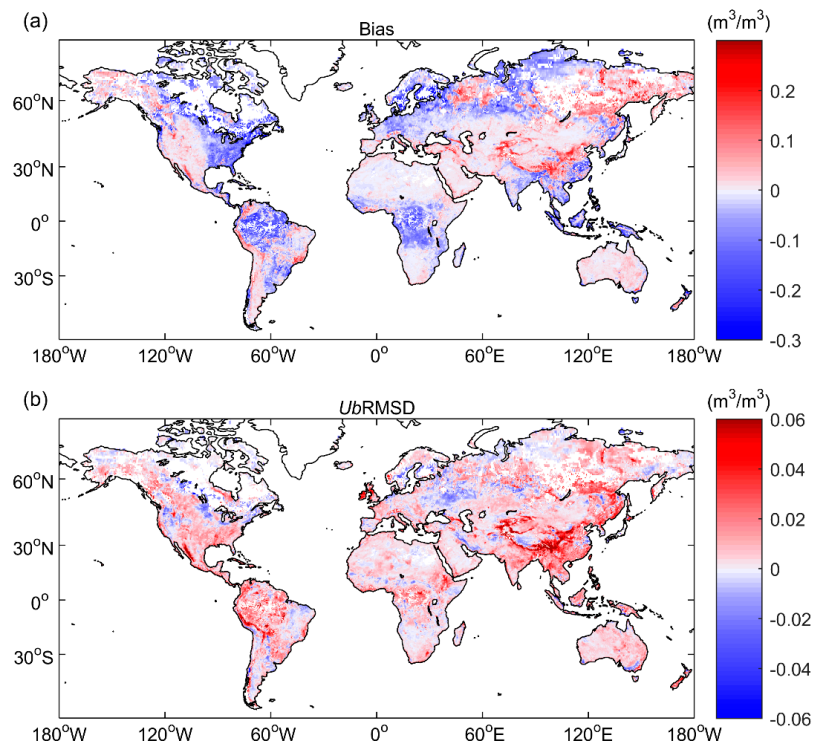 (a)
Bias
(m³/m³)
60°N
30°N
0°
30°S
180°W
120°W
60°W
0°
60°E
120°E
180°W
0.2
0.1
0
-0.1
-0.2
-0.3
(b)
UbRMSD
(m³/m³)
60°N
30°N
0°
30°S
180°W
120°W
60°W
0°
60°E
120°E
180°W
0.06
0.04
0.02
0
-0.02
-0.04
-0.06